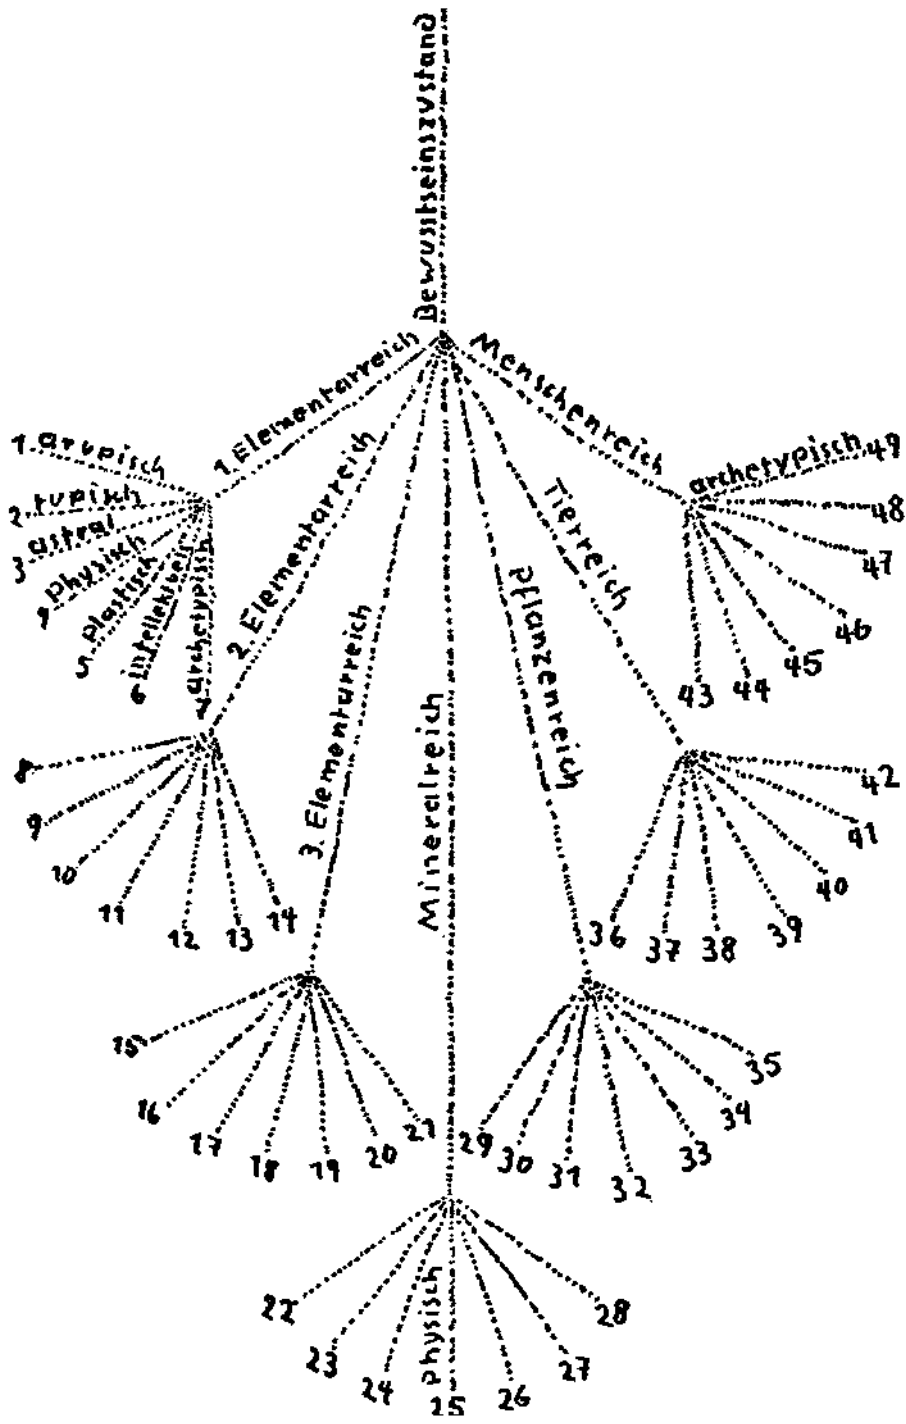 Bewusstseinszustand
1. Elementarreich
2. Elementarreich
3. Elementarreich
Mineralreich
Pflanzenreich
Tierreich
Menschenreich
1. arupisch
2. rupisch
3 astral
physisch
5 plastisch
6 intellektuell
7 archetypisch
8
9
10
11
12
13
14
15
16
17
18
19
20
21
22
23
24
25 Physisch
26
27
28
29
30
31
32
33
34
35
36
37
38
39
40
41
42
43
44
45
46
47
48
archetypisch 49